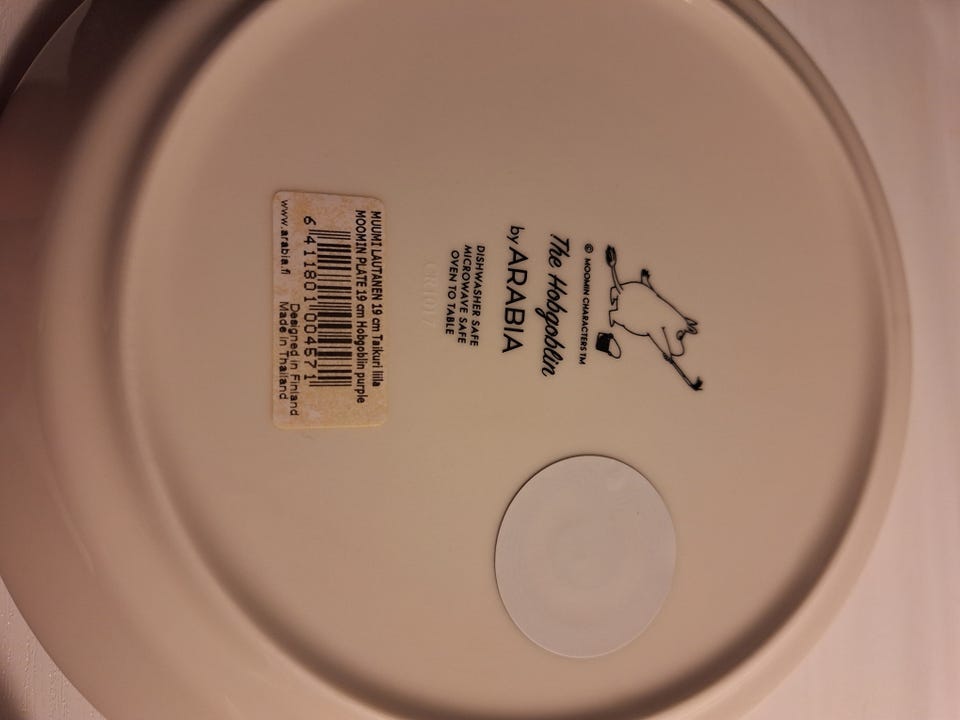 © MOOMIN CHARACTERS TM
The Hobgoblin
by ARABIA
DISHWASHER SAFE
MICROWAVE SAFE
OVEN TO TABLE
MUUMI LAUTANEN 19 cm Taikuri liila
MOOMIN PLATE 19 cm Hobgoblin purple
6 411801 004571
Designed in Finland
www.arabia.fi Made in Thailand